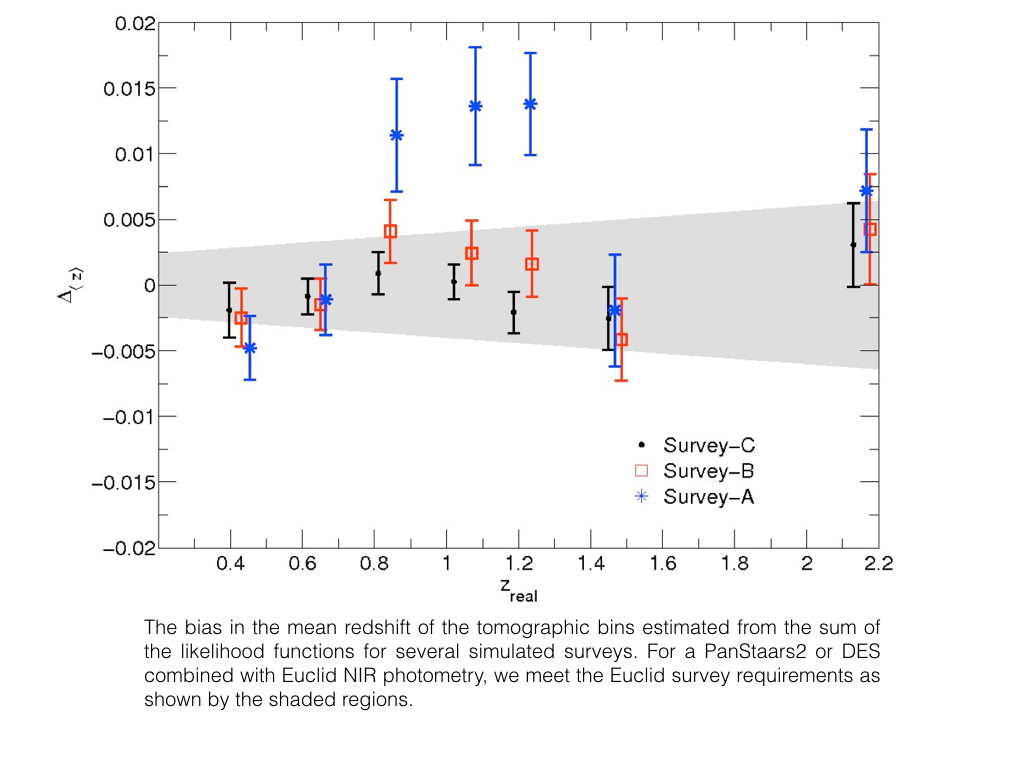 0.02
0.015
0.01
0.005
0
−0.005
−0.01
−0.015
−0.02
Δ⟨ z⟩
Survey−C
Survey−B
Survey−A
0.4 0.6 0.8 1 1.2 1.4 1.6 1.8 2 2.2
z real
The bias in the mean redshift of the tomographic bins estimated from the sum of
the likelihood functions for several simulated surveys. For a PanStaars2 or DES
combined with Euclid NIR photometry, we meet the Euclid survey requirements as
shown by the shaded regions.